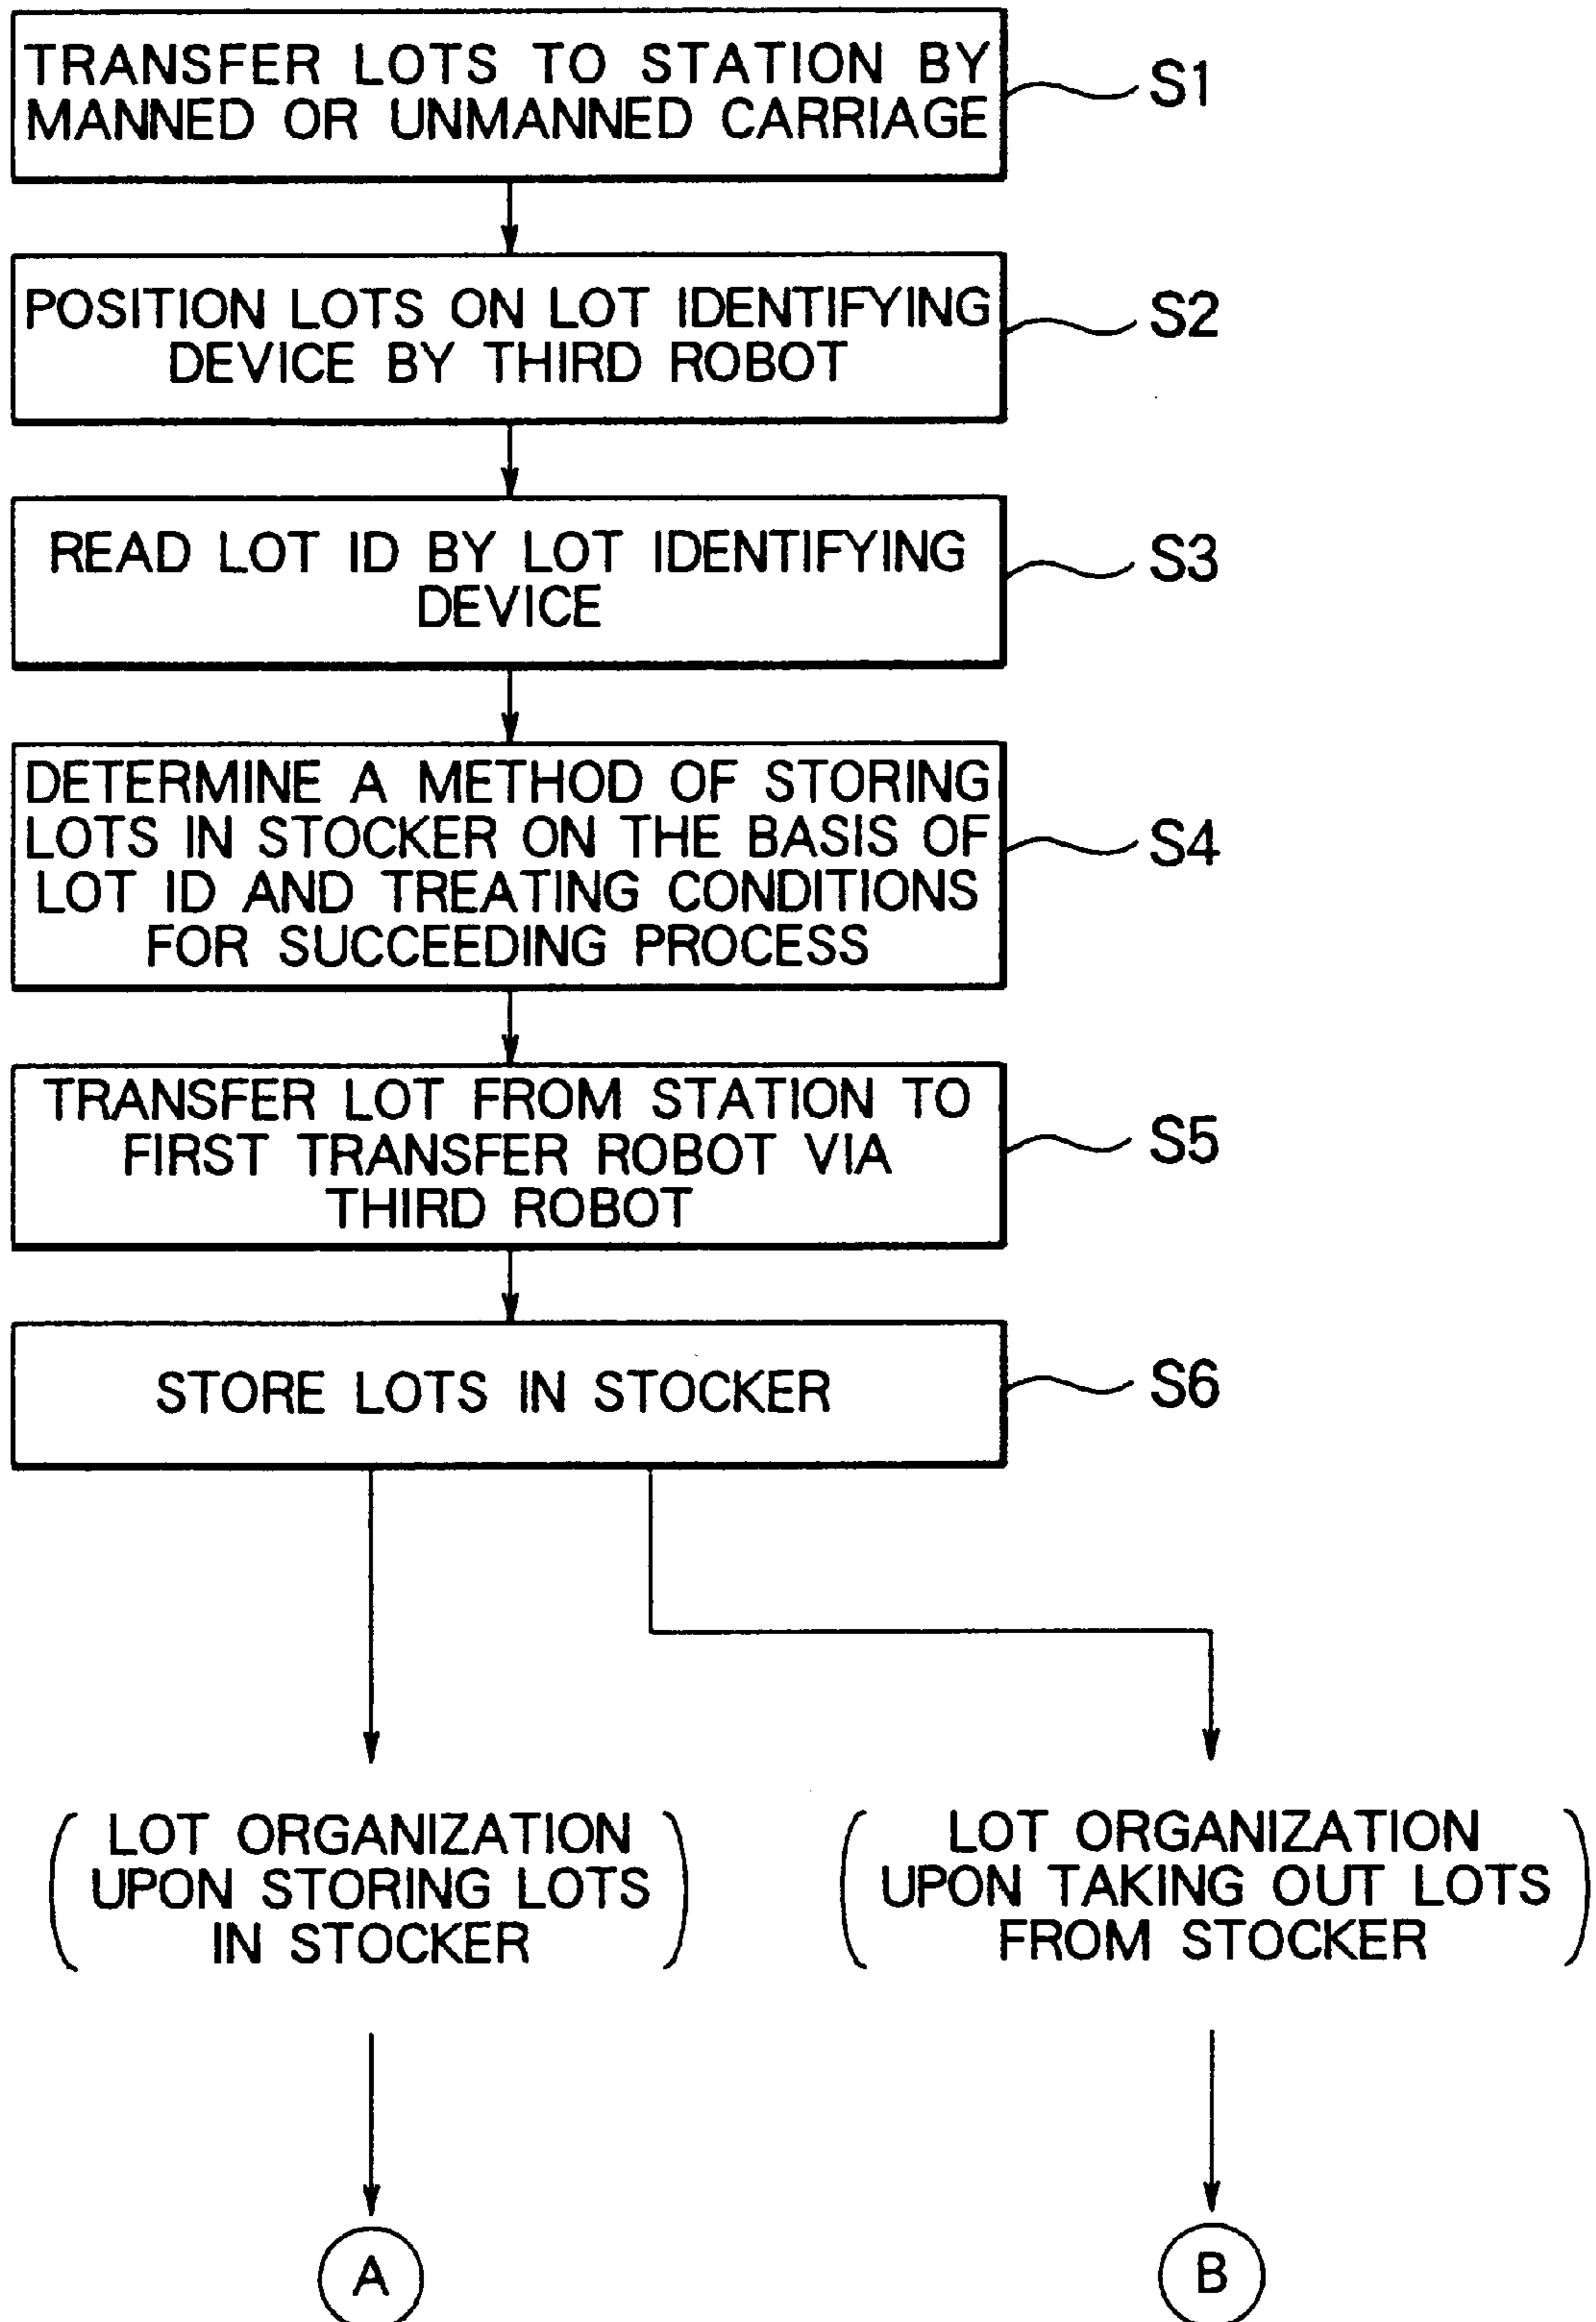 TRANSFER LOTS TO STATION BY
MANNED OR UNMANNED CARRIAGE
S1
POSITION LOTS ON LOT IDENTIFYING
DEVICE BY THIRD ROBOT
S2
READ LOT ID BY LOT IDENTIFYING
DEVICE
S3
DETERMINE A METHOD OF STORING
LOTS IN STOCKER ON THE BASIS OF
LOT ID AND TREATING CONDITIONS
FOR SUCCEEDING PROCESS
S4
TRANSFER LOT FROM STATION TO
FIRST TRANSFER ROBOT VIA
THIRD ROBOT
S5
STORE LOTS IN STOCKER
S6
(LOT ORGANIZATION
UPON STORING LOTS
IN STOCKER)
(LOT ORGANIZATION
UPON TAKING OUT LOTS
FROM STOCKER)
A
B